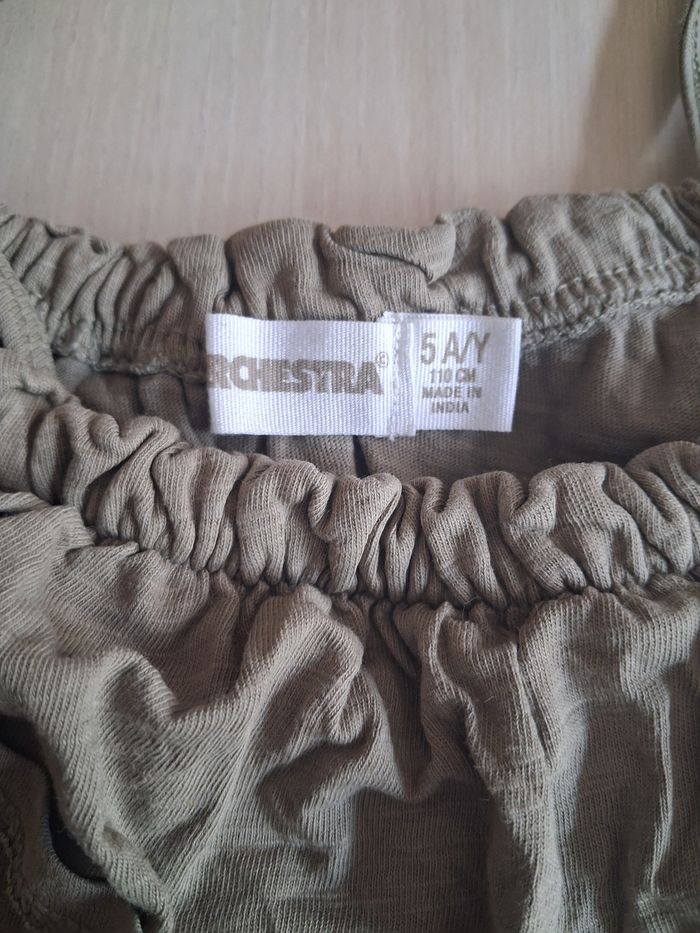 RCHESTRA®
5 A/Y
110 CM
MADE IN
INDIA